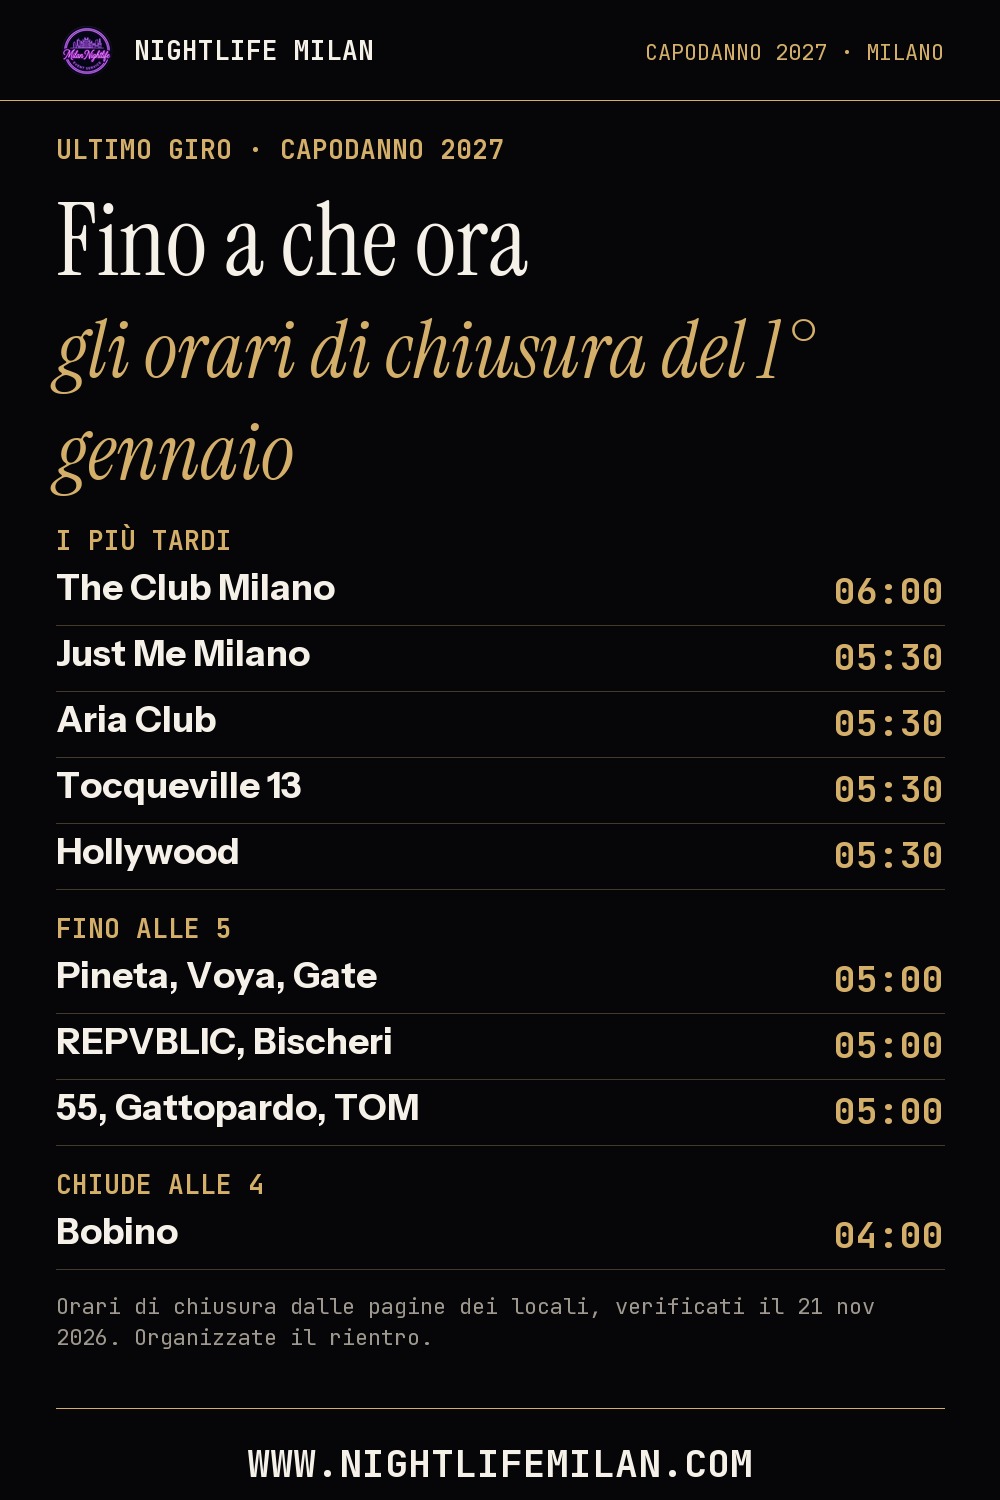 Milan Nightlife
NIGHTLIFE MILAN
CAPODANNO 2027 · MILANO
ULTIMO GIRO · CAPODANNO 2027
Fino a che ora
gli orari di chiusura del 1°
gennaio
I PIÙ TARDI
The Club Milano 06:00
Just Me Milano 05:30
Aria Club 05:30
Tocqueville 13 05:30
Hollywood 05:30
FINO ALLE 5
Pineta, Voya, Gate 05:00
REPVBLIC, Bischeri 05:00
55, Gattopardo, TOM 05:00
CHIUDE ALLE 4
Bobino 04:00
Orari di chiusura dalle pagine dei locali, verificati il 21 nov
2026. Organizzate il rientro.
WWW.NIGHTLIFEMILAN.COM